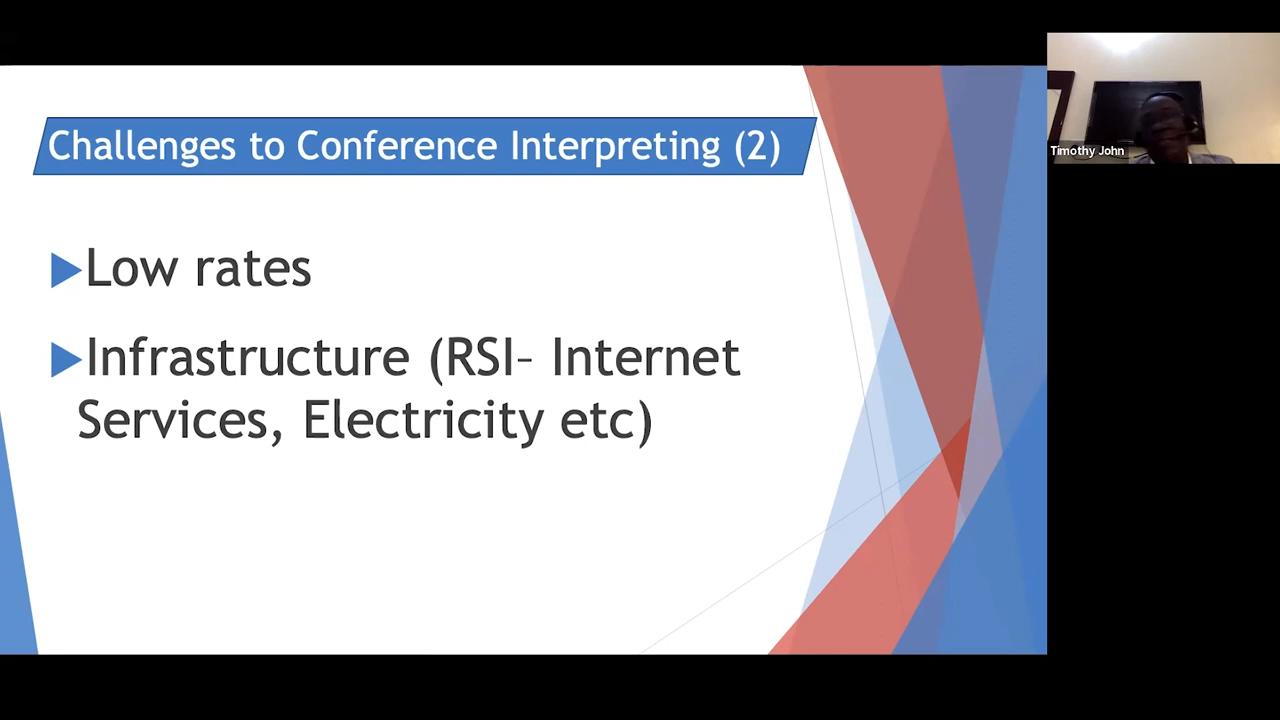 Challenges to Conference Interpreting (2)
Low rates
Infrastructure (RSI– Internet
Services, Electricity etc)
Timothy John